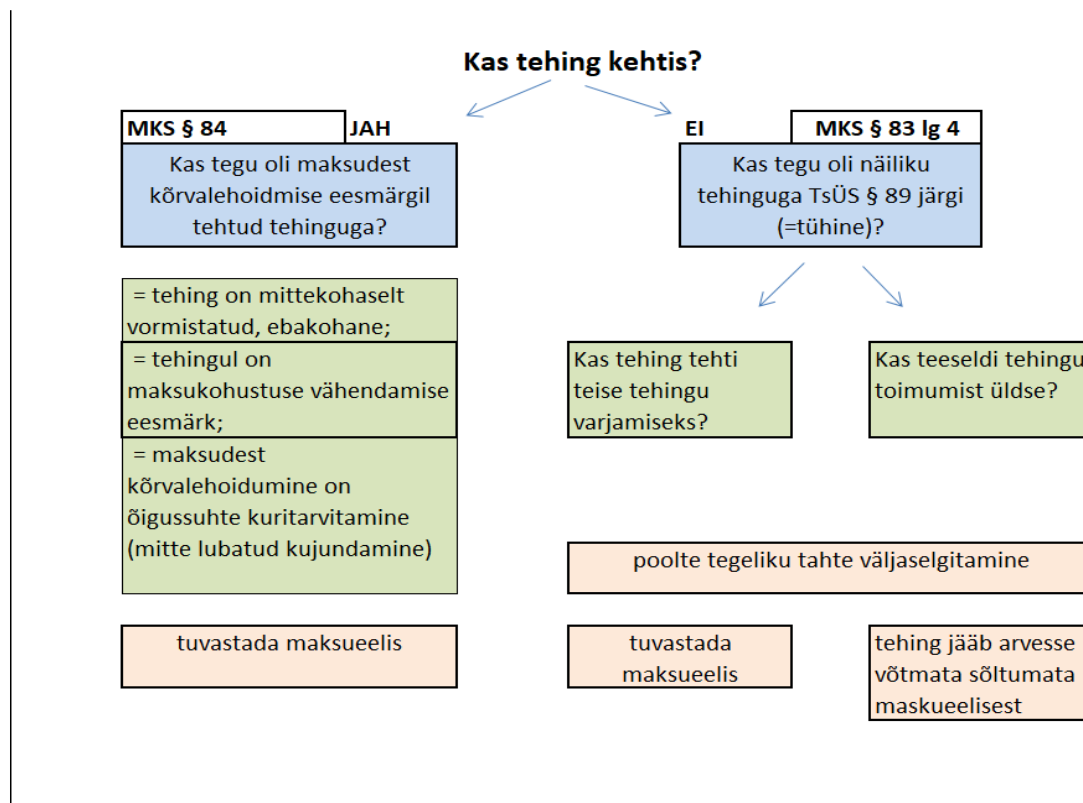 Kas tehing kehtis?
MKS § 84
JAH
Kas tegu oli maksudest
kõrvalehoidmise eesmärgil
tehtud tehinguga?
= tehing on mittekohaselt
vormistatud, ebakohane;
= tehingul on
maksukohustuse vähendamise
eesmärk;
= maksudest
kõrvalehoidumine on
õigussuhte kuritarvitamine
(mitte lubatud kujundamine)
tuvastada maksueelis
EI
MKS § 83 lg 4
Kas tegu oli näiliku
tehinguga TsÜS § 89 järgi
(=tühine)?
Kas tehing tehti
teise tehingu
varjamiseks?
Kas teeseldi tehingu
toimumist üldse?
poolte tegeliku tahte väljaselgitamine
tuvastada
maksueelis
tehing jääb arvesse
võtmata sõltumata
maskueelisest